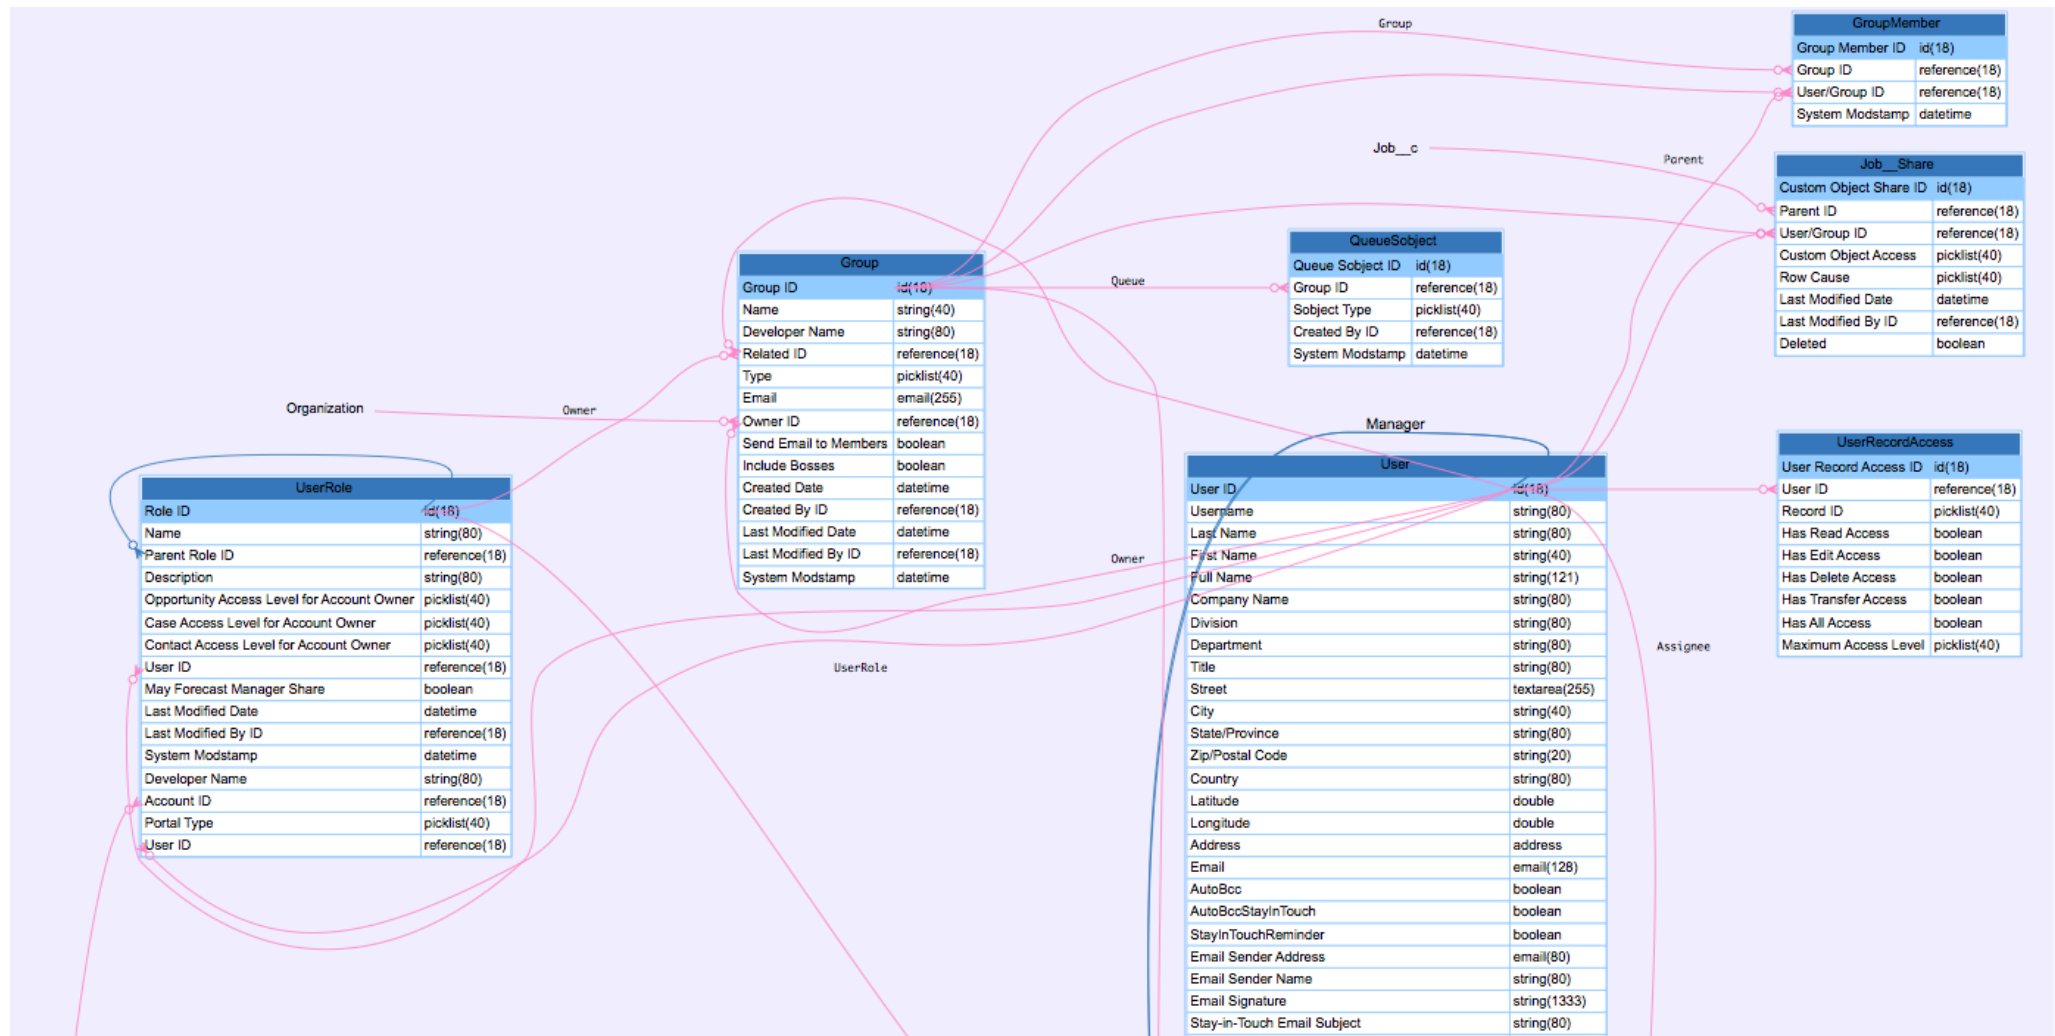 Group
GroupMember
Group Member ID id(18)
Group ID reference(18)
User/Group ID reference(18)
System Modstamp datetime
Job__c
Parent
Job__Share
Custom Object Share ID id(18)
Parent ID reference(18)
User/Group ID reference(18)
Custom Object Access picklist(40)
Row Cause picklist(40)
Last Modified Date datetime
Last Modified By ID reference(18)
Deleted boolean
Queue
QueueSobject
Queue Sobject ID id(18)
Group ID reference(18)
Sobject Type picklist(40)
Created By ID reference(18)
System Modstamp datetime
Group
Group ID id(18)
Name string(40)
Developer Name string(80)
Related ID reference(18)
Type picklist(40)
Email email(255)
Owner ID reference(18)
Send Email to Members boolean
Include Bosses boolean
Created Date datetime
Created By ID reference(18)
Last Modified Date datetime
Last Modified By ID reference(18)
System Modstamp datetime
Organization
Owner
UserRole
Role ID id(18)
Name string(80)
Parent Role ID reference(18)
Description string(80)
Opportunity Access Level for Account Owner picklist(40)
Case Access Level for Account Owner picklist(40)
Contact Access Level for Account Owner picklist(40)
User ID reference(18)
May Forecast Manager Share boolean
Last Modified Date datetime
Last Modified By ID reference(18)
System Modstamp datetime
Developer Name string(80)
Account ID reference(18)
Portal Type picklist(40)
User ID reference(18)
Owner
UserRole
Manager
User
User ID id(18)
Username string(80)
Last Name string(80)
First Name string(40)
Full Name string(121)
Company Name string(80)
Division string(80)
Department string(80)
Title string(80)
Street textarea(255)
City string(40)
State/Province string(80)
Zip/Postal Code string(20)
Country string(80)
Latitude double
Longitude double
Address address
Email email(128)
AutoBcc boolean
AutoBccStayInTouch boolean
StayInTouchReminder boolean
Email Sender Address email(80)
Email Sender Name string(80)
Email Signature string(1333)
Stay-in-Touch Email Subject string(80)
Assignee
UserRecordAccess
User Record Access ID id(18)
User ID reference(18)
Record ID picklist(40)
Has Read Access boolean
Has Edit Access boolean
Has Delete Access boolean
Has Transfer Access boolean
Has All Access boolean
Maximum Access Level picklist(40)